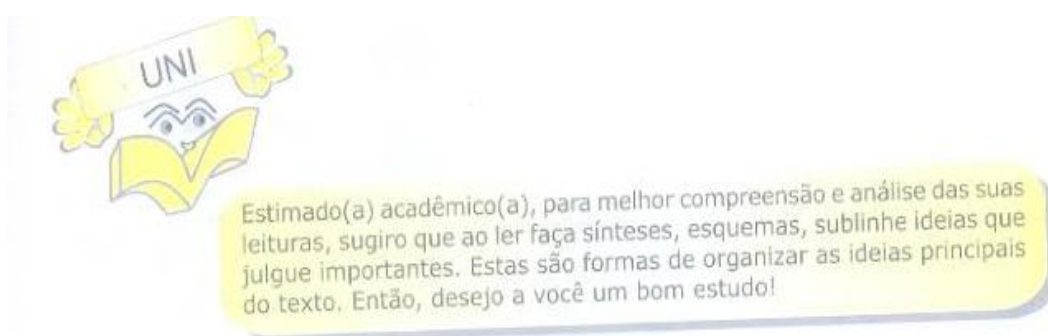 UNI
Estimado(a) acadêmico(a), para melhor compreensão e análise das suas
leituras, sugiro que ao ler faça sínteses, esquemas, sublinhe ideias que
julgue importantes. Estas são formas de organizar as ideias principais
do texto. Então, desejo a você um bom estudo!